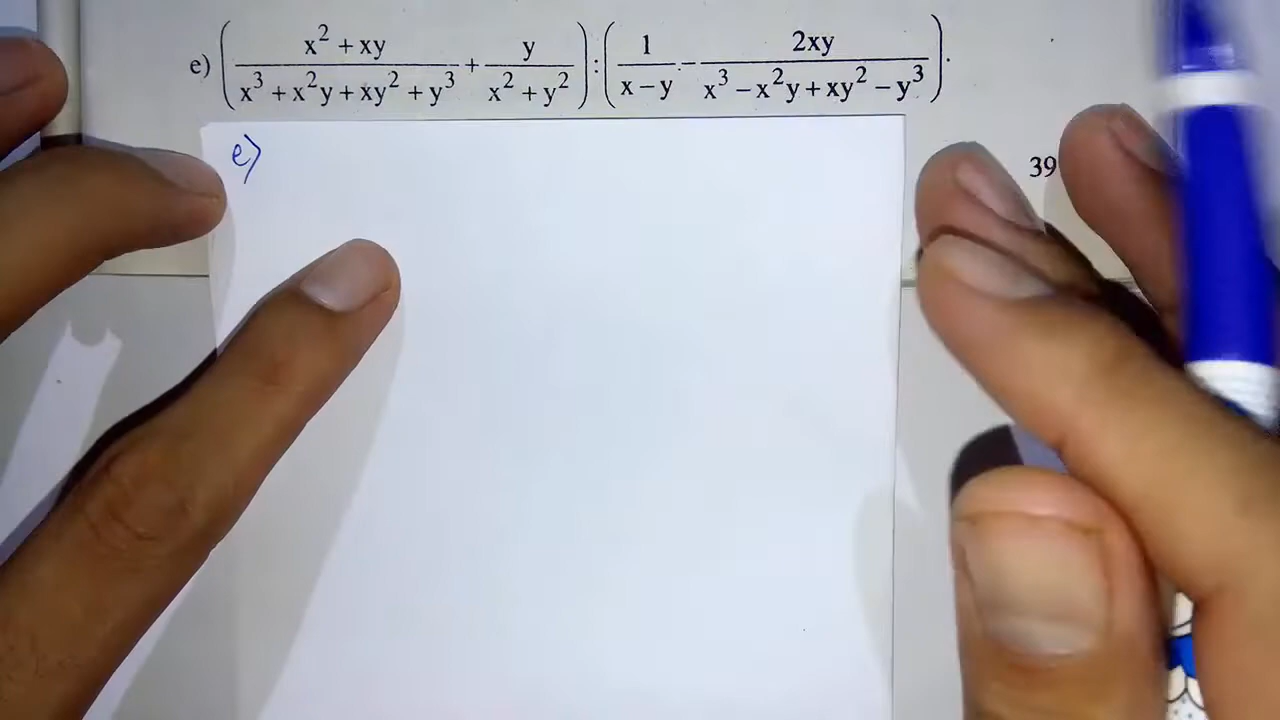 e) ( (x² + xy)/(x³ + x²y + xy² + y³) + y/(x² + y²) ) : ( 1/(x − y) − 2xy/(x³ − x²y + xy² − y³) ).
e)
39